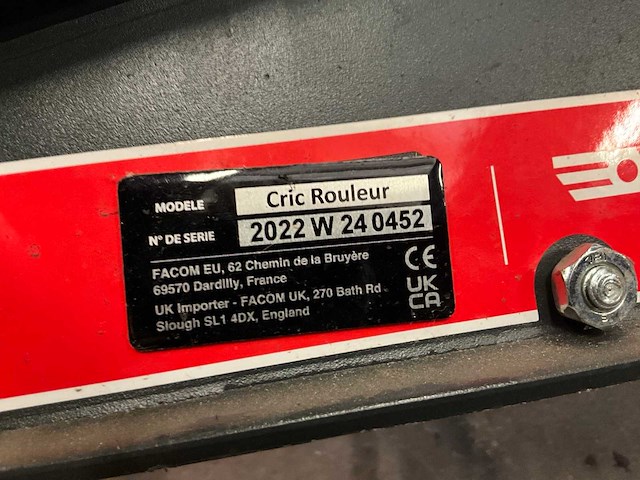 MODELE Cric Rouleur
N° DE SERIE 2022 W 24 0452
FACOM EU, 62 Chemin de la Bruyère
69570 Dardilly, France
UK Importer - FACOM UK, 270 Bath Rd
Slough SL1 4DX, England
CE
UK
CA